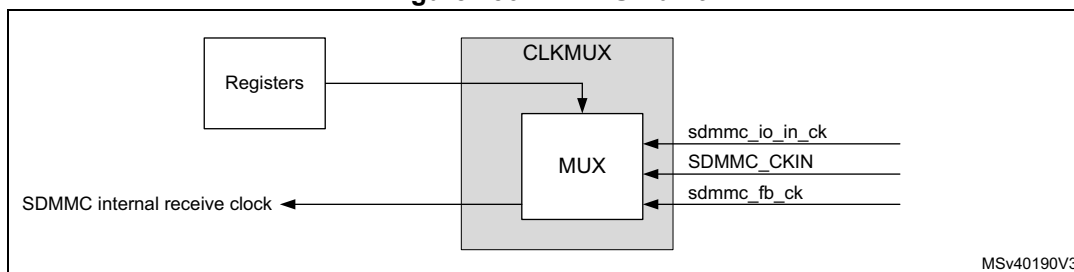 CLKMUX
Registers
sdmmc_io_in_ck
SDMMC_CKIN
MUX
sdmmc_fb_ck
SDMMC internal receive clock
MSv40190V3